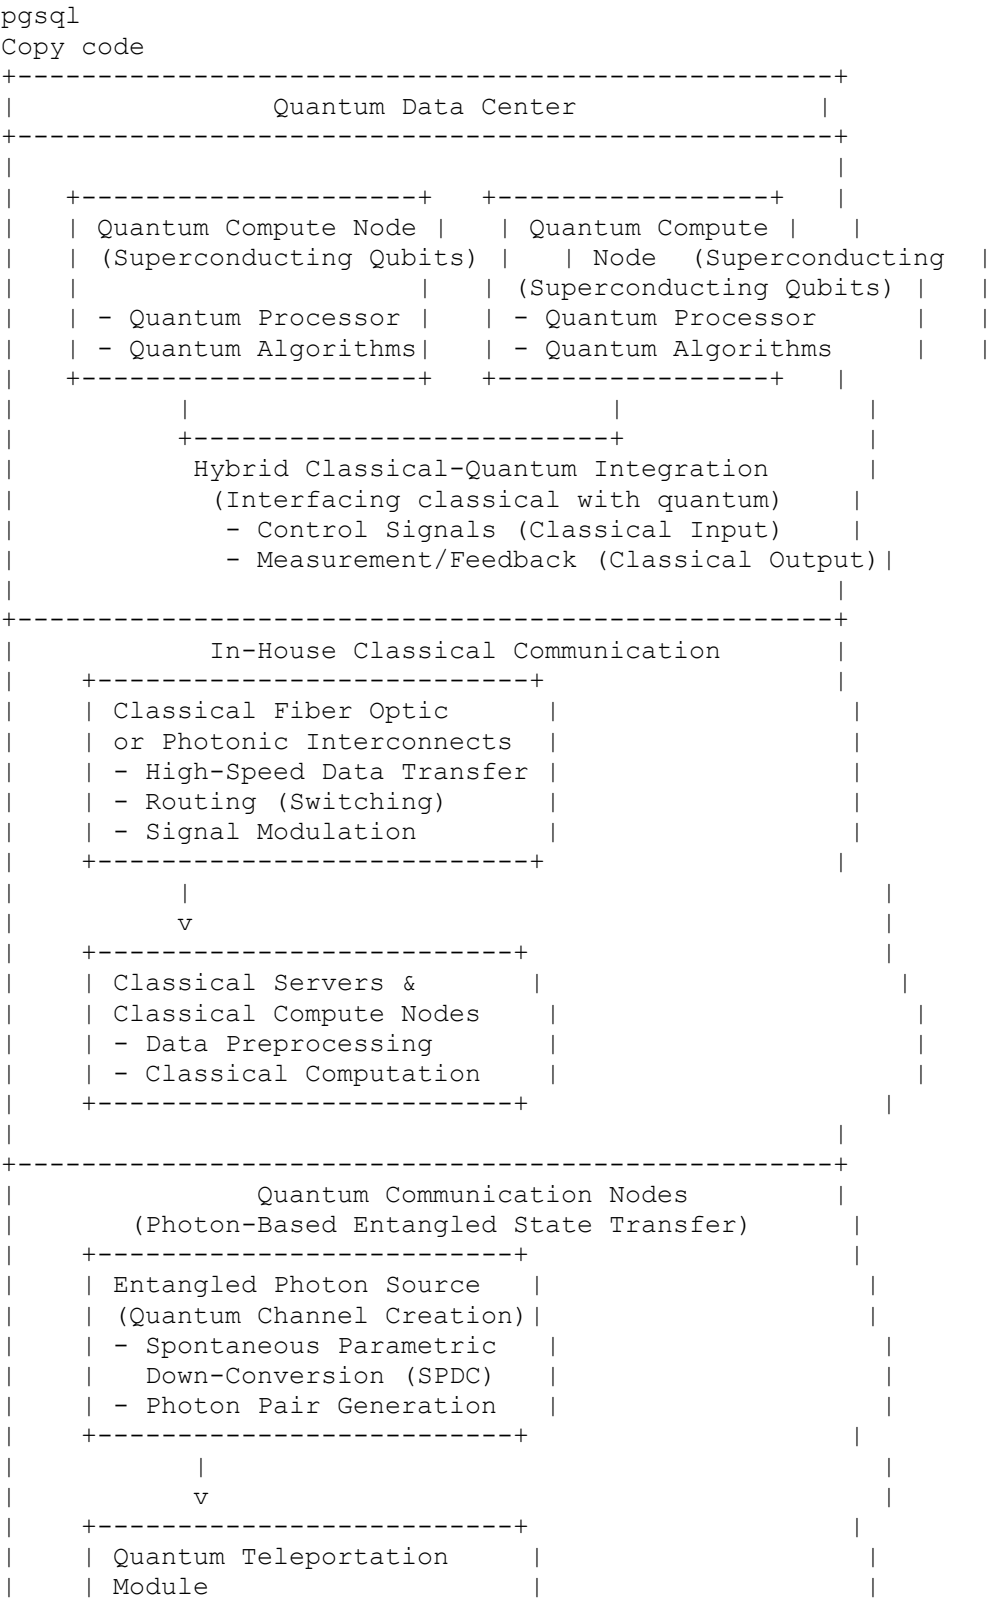 pgsql
Copy code
+---------------------------------------------------+
|                Quantum Data Center               |
+---------------------------------------------------+
|                                                   |
|   +---------------------+   +-----------------+   |
|   | Quantum Compute Node |   | Quantum Compute |   |
|   | (Superconducting Qubits) |   | Node  (Superconducting  |
|   |                    |   | (Superconducting Qubits) |   |
|   | - Quantum Processor |   | - Quantum Processor      |   |
|   | - Quantum Algorithms|   | - Quantum Algorithms     |   |
|   +---------------------+   +-----------------+   |
|          |                          |               |
|          +--------------------------+               |
|           Hybrid Classical-Quantum Integration      |
|            (Interfacing classical with quantum)    |
|             - Control Signals (Classical Input)    |
|             - Measurement/Feedback (Classical Output)|
|                                                   |
+---------------------------------------------------+
|            In-House Classical Communication       |
|    +---------------------------+                  |
|    | Classical Fiber Optic      |                  |
|    | or Photonic Interconnects  |                  |
|    | - High-Speed Data Transfer |                  |
|    | - Routing (Switching)      |                  |
|    | - Signal Modulation        |                  |
|    +---------------------------+                  |
|          |                                           |
|          v                                           |
|    +--------------------------+                      |
|    | Classical Servers &       |                      |
|    | Classical Compute Nodes    |                      |
|    | - Data Preprocessing       |                      |
|    | - Classical Computation    |                      |
|    +--------------------------+                      |
|                                                   |
+---------------------------------------------------+
|               Quantum Communication Nodes         |
|       (Photon-Based Entangled State Transfer)      |
|    +--------------------------+                    |
|    | Entangled Photon Source   |                    |
|    | (Quantum Channel Creation)|                    |
|    | - Spontaneous Parametric   |                    |
|    |   Down-Conversion (SPDC)   |                    |
|    | - Photon Pair Generation   |                    |
|    +--------------------------+                    |
|           |                                          |
|           v                                          |
|    +--------------------------+                    |
|    | Quantum Teleportation     |                    |
|    | Module                    |                    |